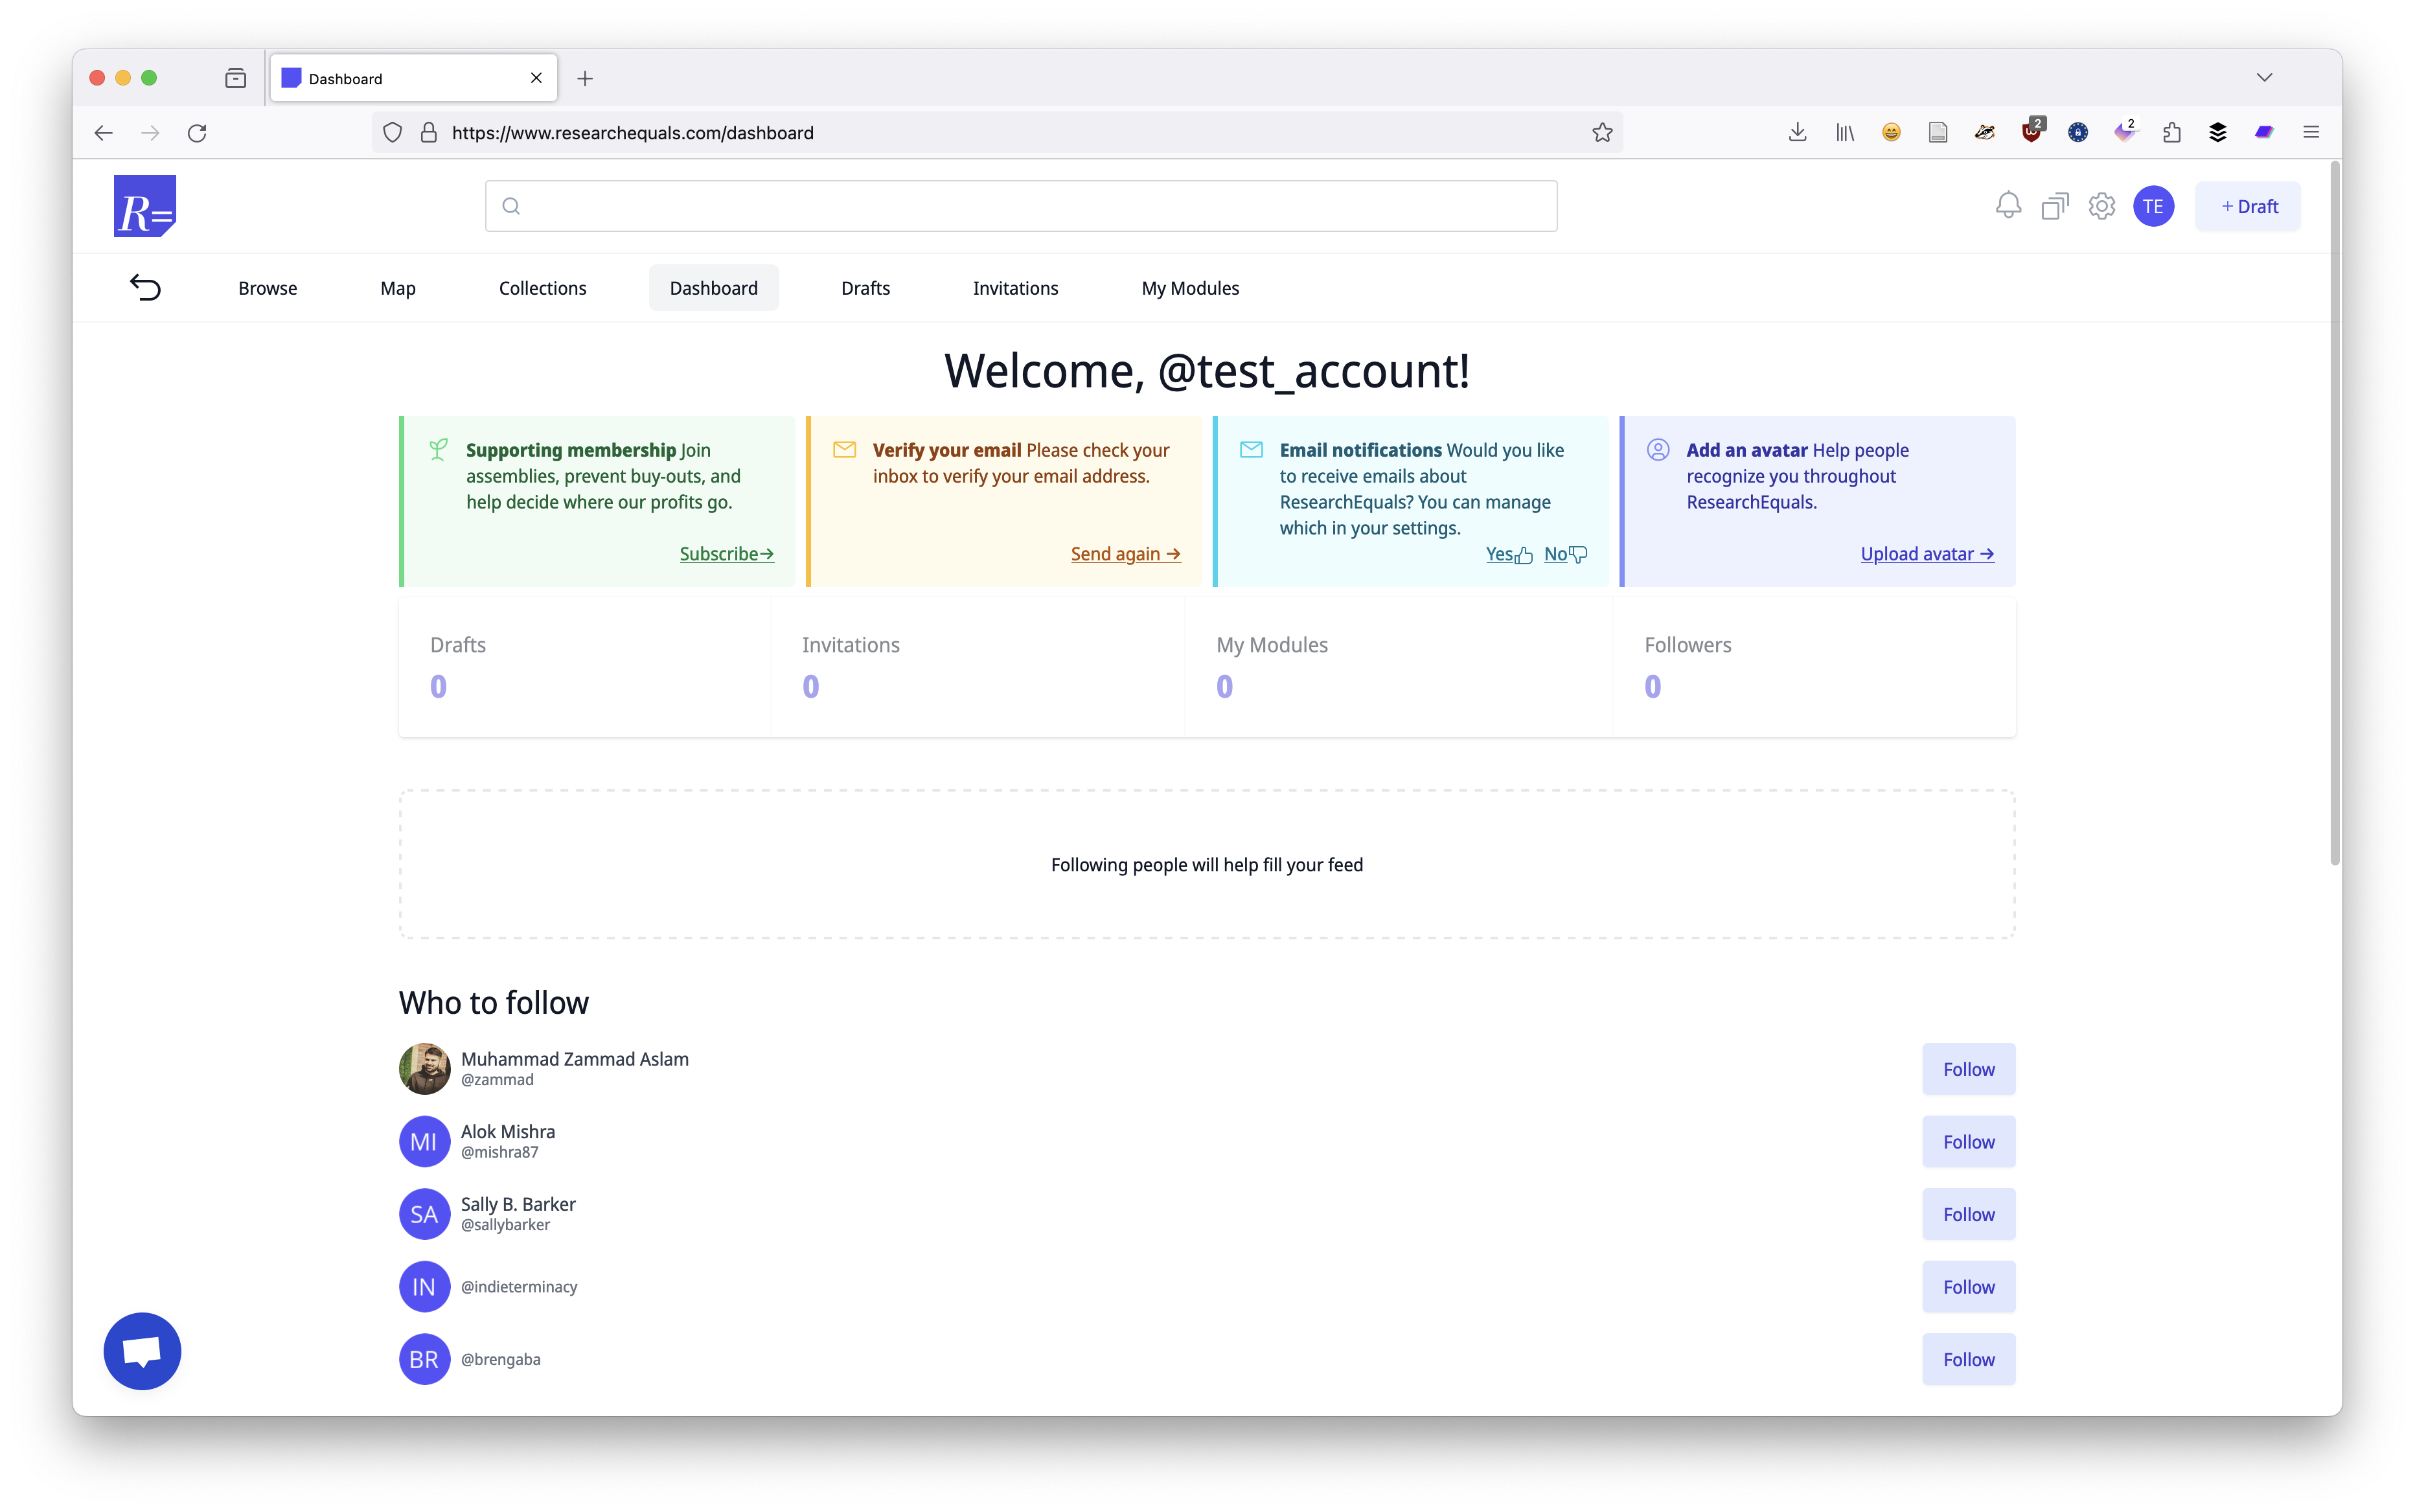 Dashboard
https://www.researchequals.com/dashboard
2
2
R=
TE
+ Draft
Browse
Map
Collections
Dashboard
Drafts
Invitations
My Modules
Welcome, @test_account!
Supporting membership Join
assemblies, prevent buy-outs, and
help decide where our profits go.
Subscribe→
Verify your email Please check your
inbox to verify your email address.
Send again →
Email notifications Would you like
to receive emails about
ResearchEquals? You can manage
which in your settings.
Yes No
Add an avatar Help people
recognize you throughout
ResearchEquals.
Upload avatar →
Drafts
0
Invitations
0
My Modules
0
Followers
0
Following people will help fill your feed
Who to follow
Muhammad Zammad Aslam
@zammad
Follow
MI
Alok Mishra
@mishra87
Follow
SA
Sally B. Barker
@sallybarker
Follow
IN
@indieterminacy
Follow
BR
@brengaba
Follow